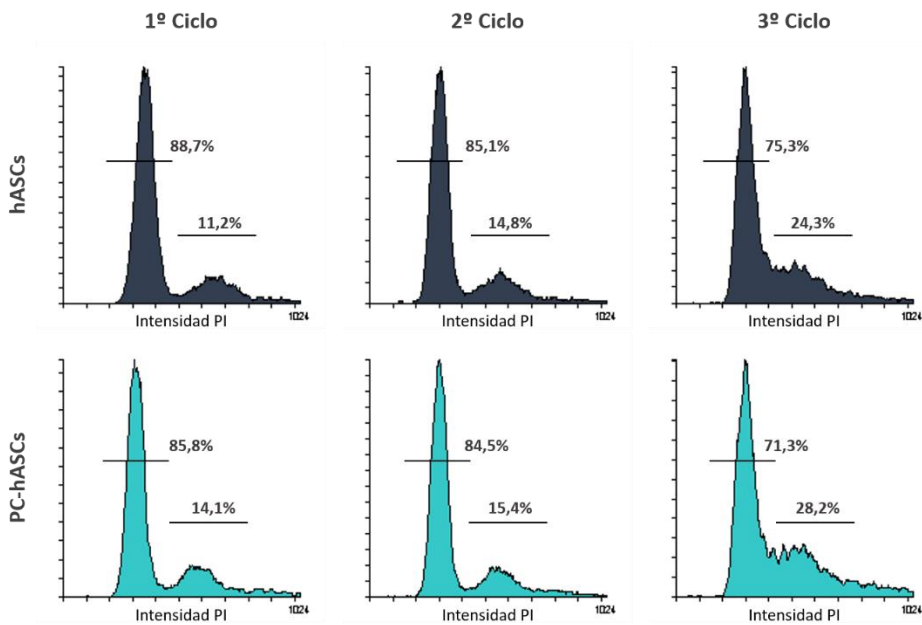 1º Ciclo
2º Ciclo
3º Ciclo
hASCs
88,7%
11,2%
Intensidad PI
1024
85,1%
14,8%
Intensidad PI
1024
75,3%
24,3%
Intensidad PI
1024
PC-hASCs
85,8%
14,1%
Intensidad PI
1024
84,5%
15,4%
Intensidad PI
1024
71,3%
28,2%
Intensidad PI
1024